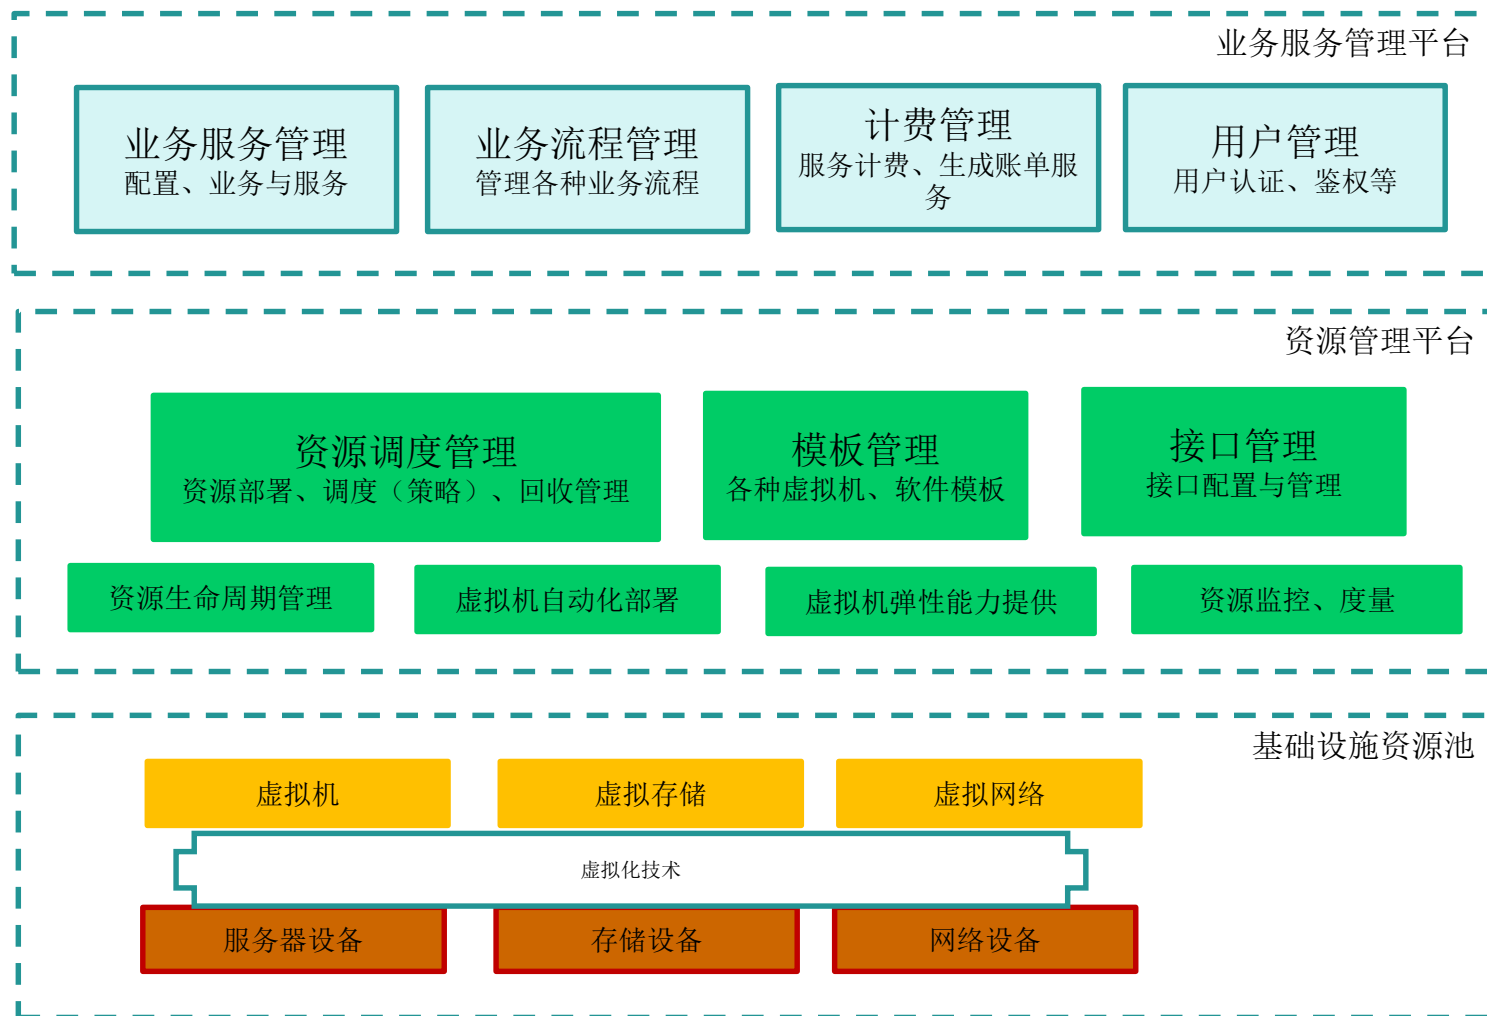 业务服务管理平台
业务服务管理
配置、业务与服务
业务流程管理
管理各种业务流程
计费管理
服务计费、生成账单服
务
用户管理
用户认证、鉴权等
资源管理平台
资源调度管理
资源部署、调度（策略）、回收管理
模板管理
各种虚拟机、软件模板
接口管理
接口配置与管理
资源生命周期管理
虚拟机自动化部署
虚拟机弹性能力提供
资源监控、度量
基础设施资源池
虚拟机
虚拟存储
虚拟网络
虚拟化技术
服务器设备
存储设备
网络设备